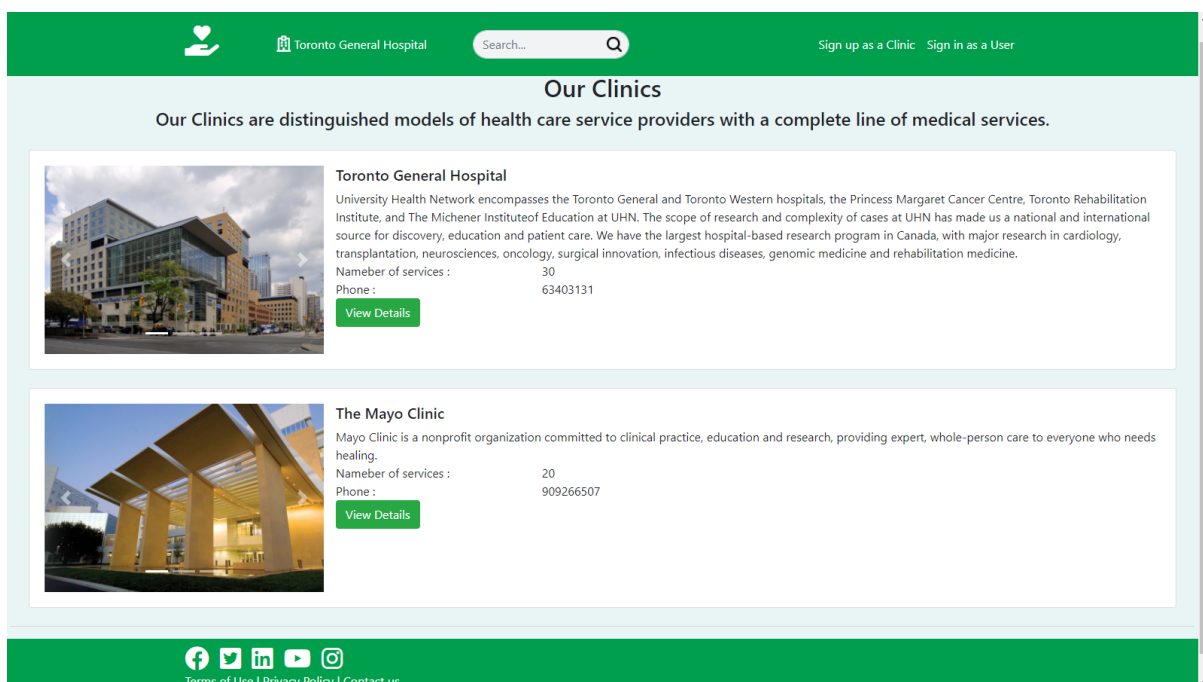 Toronto General Hospital
Search...
Sign up as a Clinic Sign in as a User
Our Clinics
Our Clinics are distinguished models of health care service providers with a complete line of medical services.
Toronto General Hospital
University Health Network encompasses the Toronto General and Toronto Western hospitals, the Princess Margaret Cancer Centre, Toronto Rehabilitation
Institute, and The Michener Instituteof Education at UHN. The scope of research and complexity of cases at UHN has made us a national and international
source for discovery, education and patient care. We have the largest hospital-based research program in Canada, with major research in cardiology,
transplantation, neurosciences, oncology, surgical innovation, infectious diseases, genomic medicine and rehabilitation medicine.
Nameber of services : 30
Phone : 63403131
View Details
The Mayo Clinic
Mayo Clinic is a nonprofit organization committed to clinical practice, education and research, providing expert, whole-person care to everyone who needs
healing.
Nameber of services : 20
Phone : 909266507
View Details
Terms of Use | Privacy Policy | Contact us